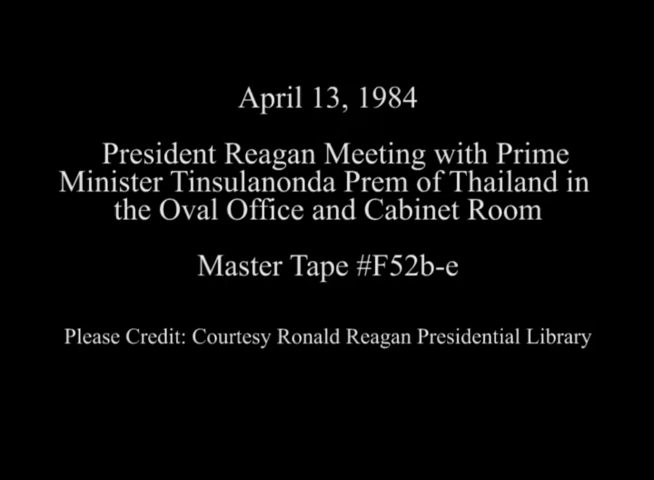 April 13, 1984
President Reagan Meeting with Prime
Minister Tinsulanonda Prem of Thailand in
the Oval Office and Cabinet Room
Master Tape #F52b-e
Please Credit: Courtesy Ronald Reagan Presidential Library